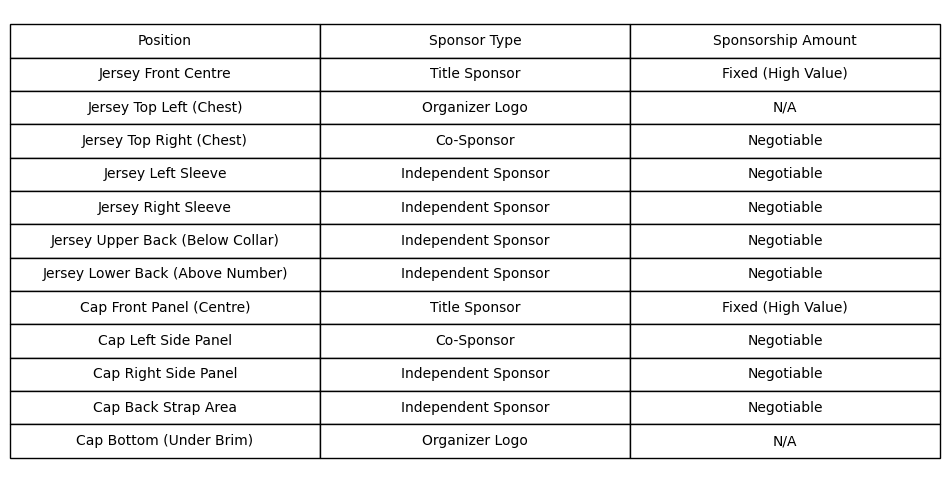 Position Sponsor Type Sponsorship Amount
Jersey Front Centre Title Sponsor Fixed (High Value)
Jersey Top Left (Chest) Organizer Logo N/A
Jersey Top Right (Chest) Co-Sponsor Negotiable
Jersey Left Sleeve Independent Sponsor Negotiable
Jersey Right Sleeve Independent Sponsor Negotiable
Jersey Upper Back (Below Collar) Independent Sponsor Negotiable
Jersey Lower Back (Above Number) Independent Sponsor Negotiable
Cap Front Panel (Centre) Title Sponsor Fixed (High Value)
Cap Left Side Panel Co-Sponsor Negotiable
Cap Right Side Panel Independent Sponsor Negotiable
Cap Back Strap Area Independent Sponsor Negotiable
Cap Bottom (Under Brim) Organizer Logo N/A